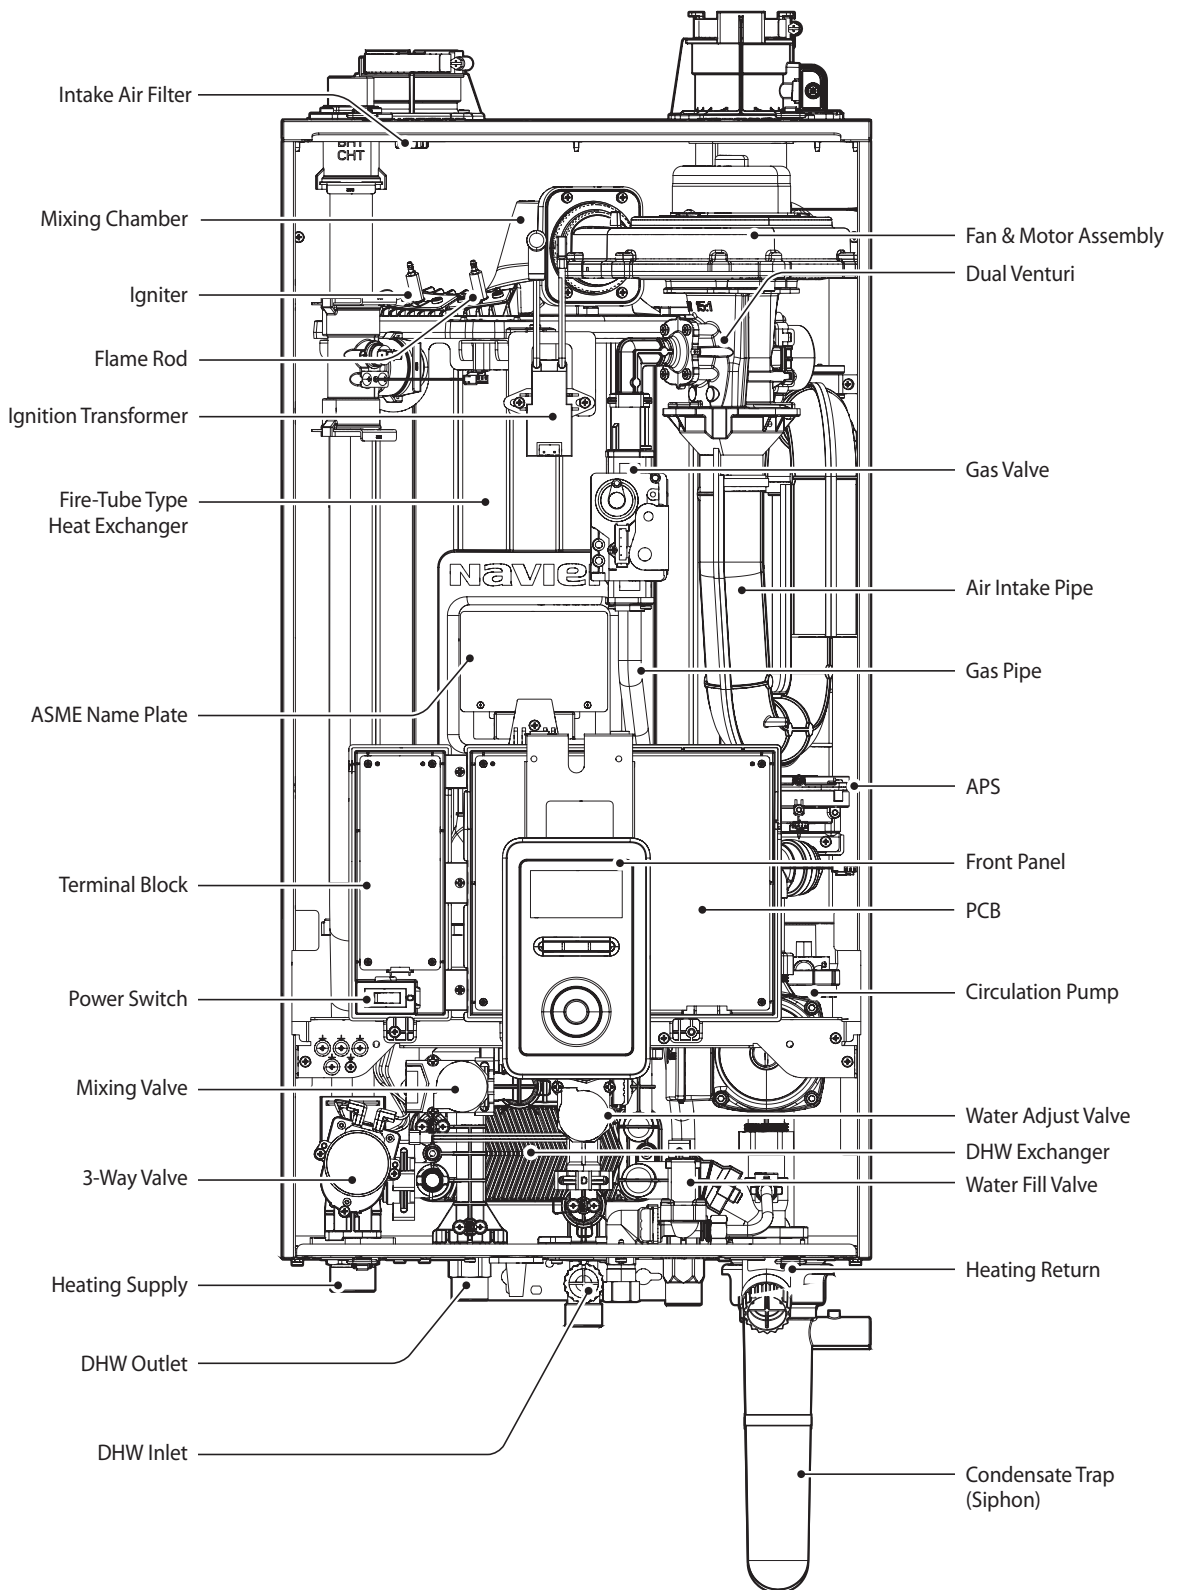 Intake Air Filter
CHT
Mixing Chamber
Fan & Motor Assembly
Dual Venturi
Igniter
15:1
Flame Rod
Ignition Transformer
Gas Valve
Fire-Tube Type
Heat Exchanger
Air Intake Pipe
Gas Pipe
ASME Name Plate
APS
Front Panel
Terminal Block
PCB
Power Switch
Circulation Pump
Mixing Valve
Water Adjust Valve
DHW Exchanger
3-Way Valve
Water Fill Valve
Heating Supply
Heating Return
DHW Outlet
DHW Inlet
Condensate Trap
(Siphon)